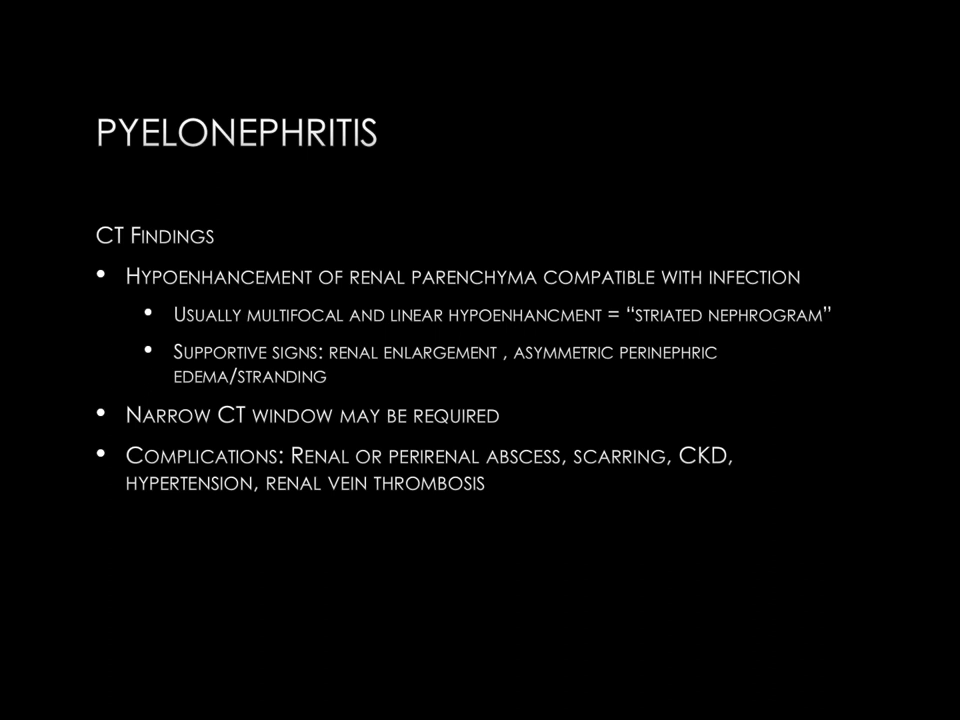 PYELONEPHRITIS
CT FINDINGS
• HYPOENHANCEMENT OF RENAL PARENCHYMA COMPATIBLE WITH INFECTION
• USUALLY MULTIFOCAL AND LINEAR HYPOENHANCMENT = “STRIATED NEPHROGRAM”
• SUPPORTIVE SIGNS: RENAL ENLARGEMENT , ASYMMETRIC PERINEPHRIC
EDEMA/STRANDING
• NARROW CT WINDOW MAY BE REQUIRED
• COMPLICATIONS: RENAL OR PERIRENAL ABSCESS, SCARRING, CKD,
HYPERTENSION, RENAL VEIN THROMBOSIS